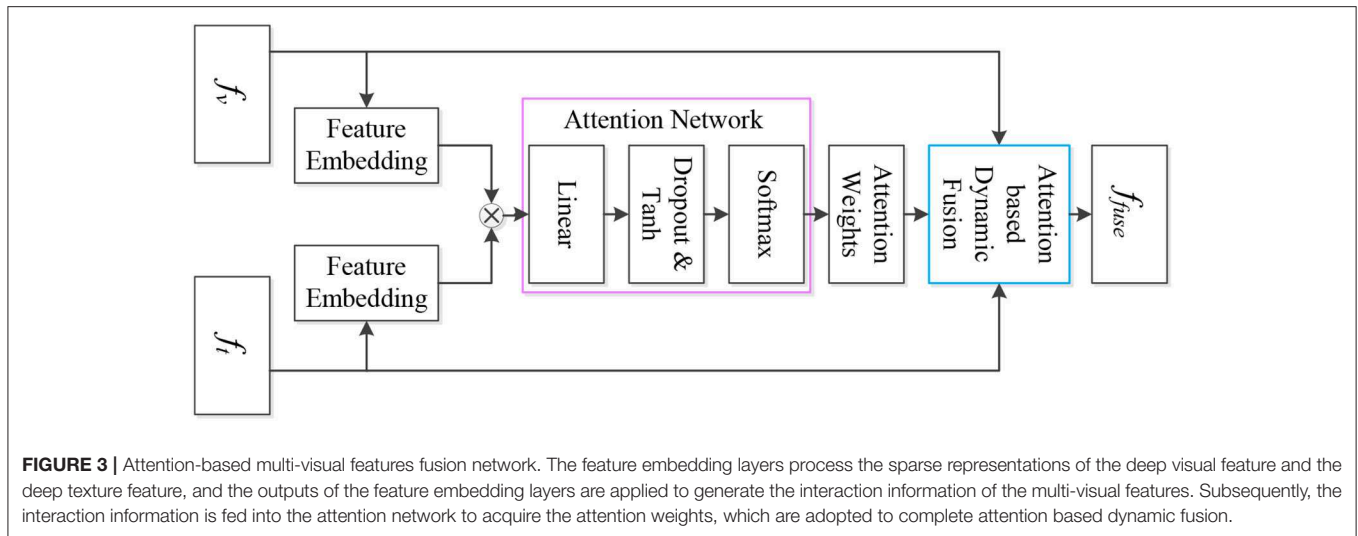 f_v
Feature
Embedding
Feature
Embedding
f_t
Attention Network
Linear
Dropout &
Tanh
Softmax
Attention
Weights
Attention
based
Dynamic
Fusion
f_fuse
FIGURE 3 | Attention-based multi-visual features fusion network. The feature embedding layers process the sparse representations of the deep visual feature and the
deep texture feature, and the outputs of the feature embedding layers are applied to generate the interaction information of the multi-visual features. Subsequently, the
interaction information is fed into the attention network to acquire the attention weights, which are adopted to complete attention based dynamic fusion.